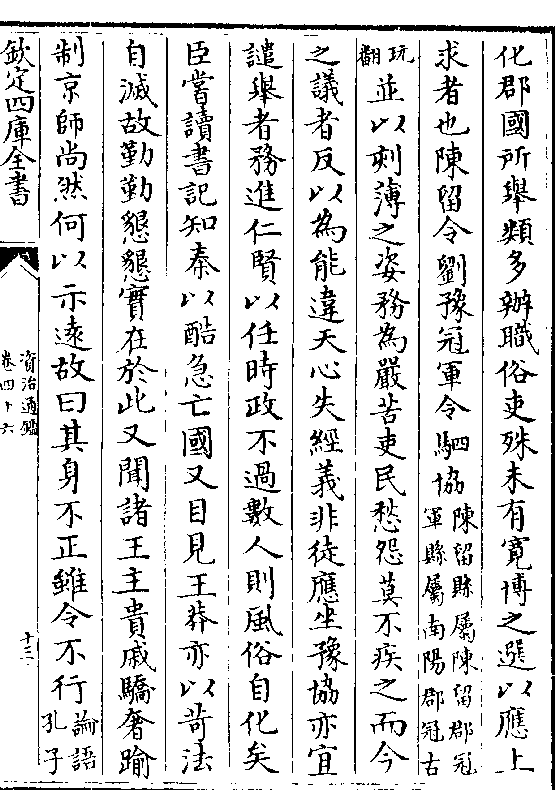 化郡國所舉類多辦職俗吏殊未有寛博之選以應上
求者也陳留令劉豫冠軍令駟協陳留縣屬陳留郡冠
軍縣屬南陽郡冠古
玩
翻並以刻薄之姿務為嚴苦吏民愁怨莫不疾之而今
之議者反以為能違天心失經義非徒應坐豫協亦宜
譴舉者務進仁賢以任時政不過數人則風俗自化矣
臣嘗讀書記知秦以酷急亡國又目見王莽亦以苛法
自滅故勤勤懇懇實在於此又聞諸王主貴戚驕奢踰
制京師尚然何以示遠故曰其身不正雖令不行論語
孔子
欽定四庫全書
資治通鑑
卷四十六
十三